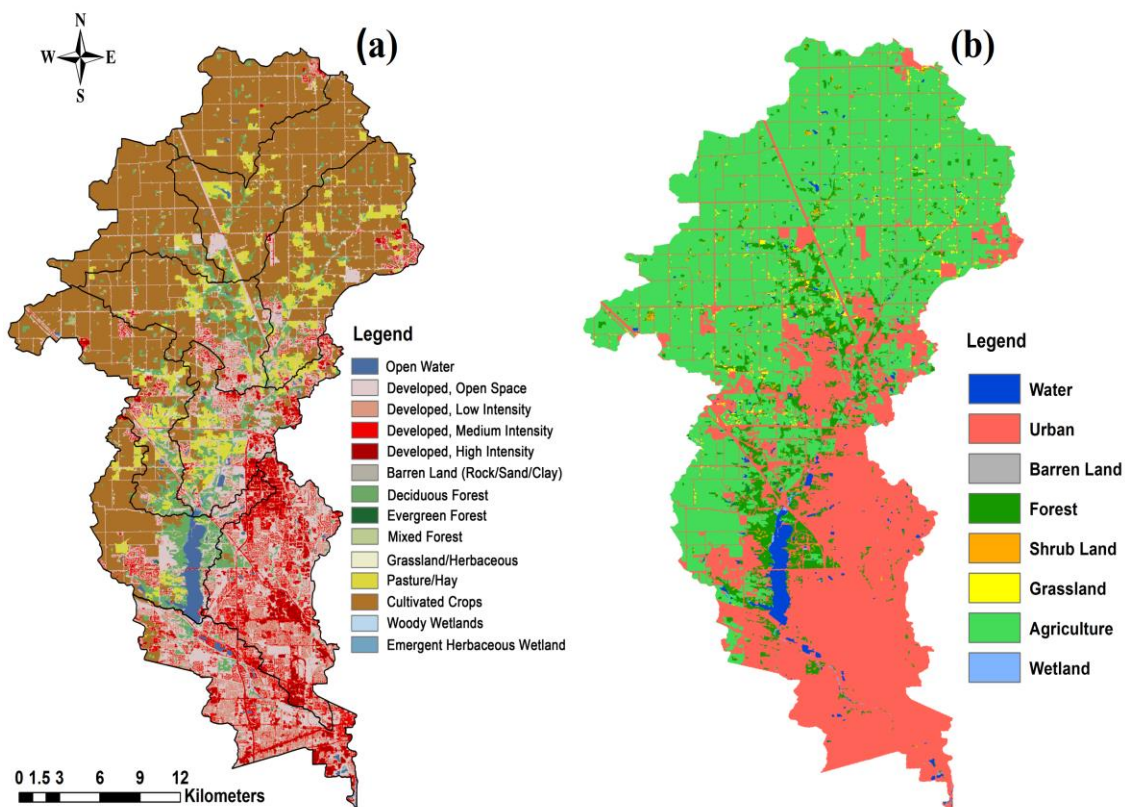 N
W E
S
(a)
(b)
Legend
Open Water
Developed, Open Space
Developed, Low Intensity
Developed, Medium Intensity
Developed, High Intensity
Barren Land (Rock/Sand/Clay)
Deciduous Forest
Evergreen Forest
Mixed Forest
Grassland/Herbaceous
Pasture/Hay
Cultivated Crops
Woody Wetlands
Emergent Herbaceous Wetland
0 1.5 3 6 9 12
Kilometers
Legend
Water
Urban
Barren Land
Forest
Shrub Land
Grassland
Agriculture
Wetland